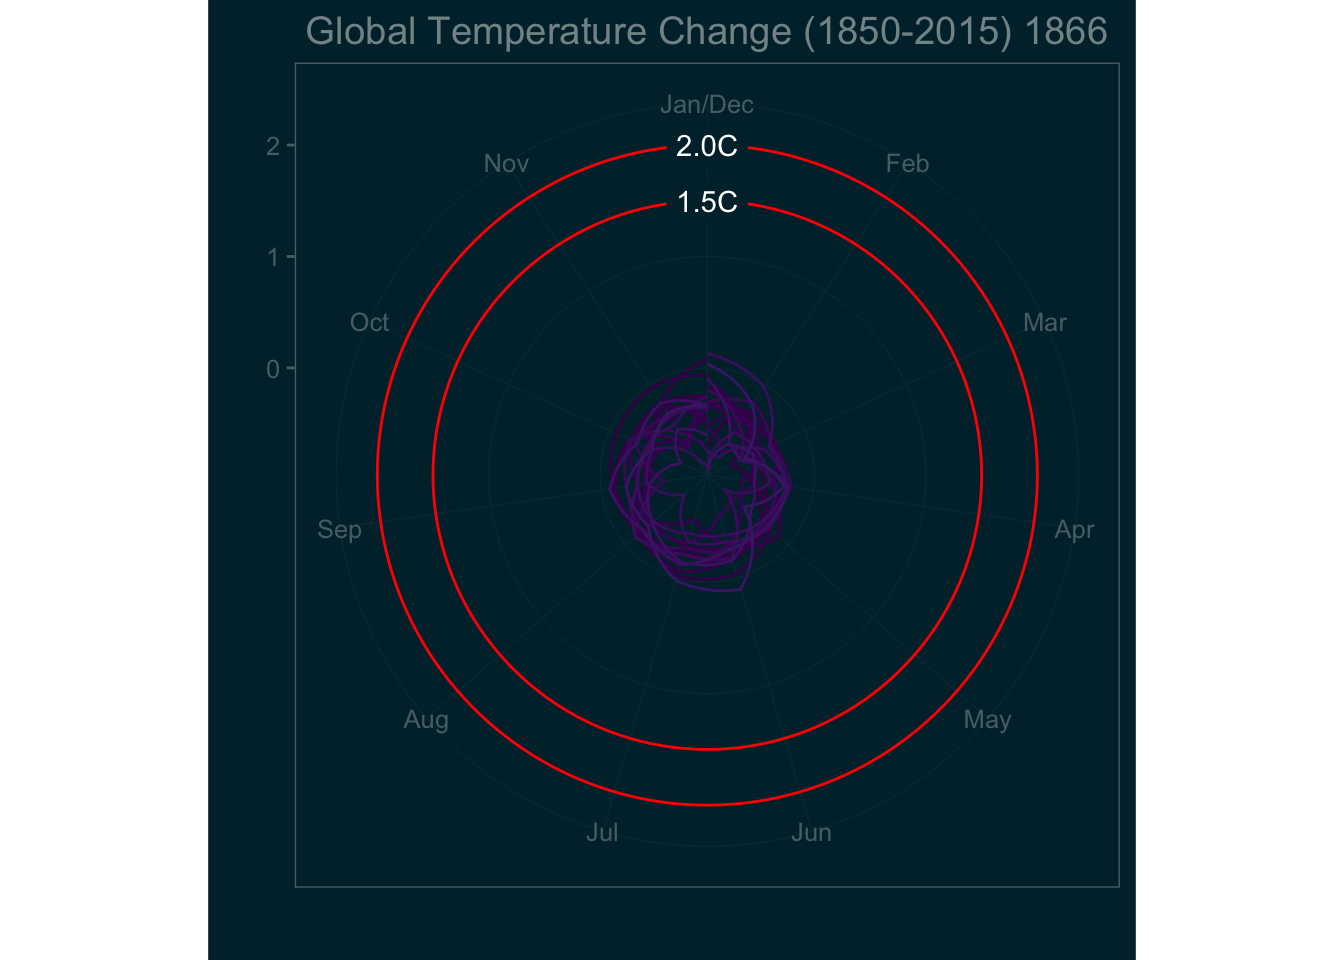 Global Temperature Change (1850-2015) 1866
Jan/Dec
2.0C
2
Nov
Feb
1.5C
1
Oct
Mar
0
Sep
Apr
Aug
May
Jul
Jun